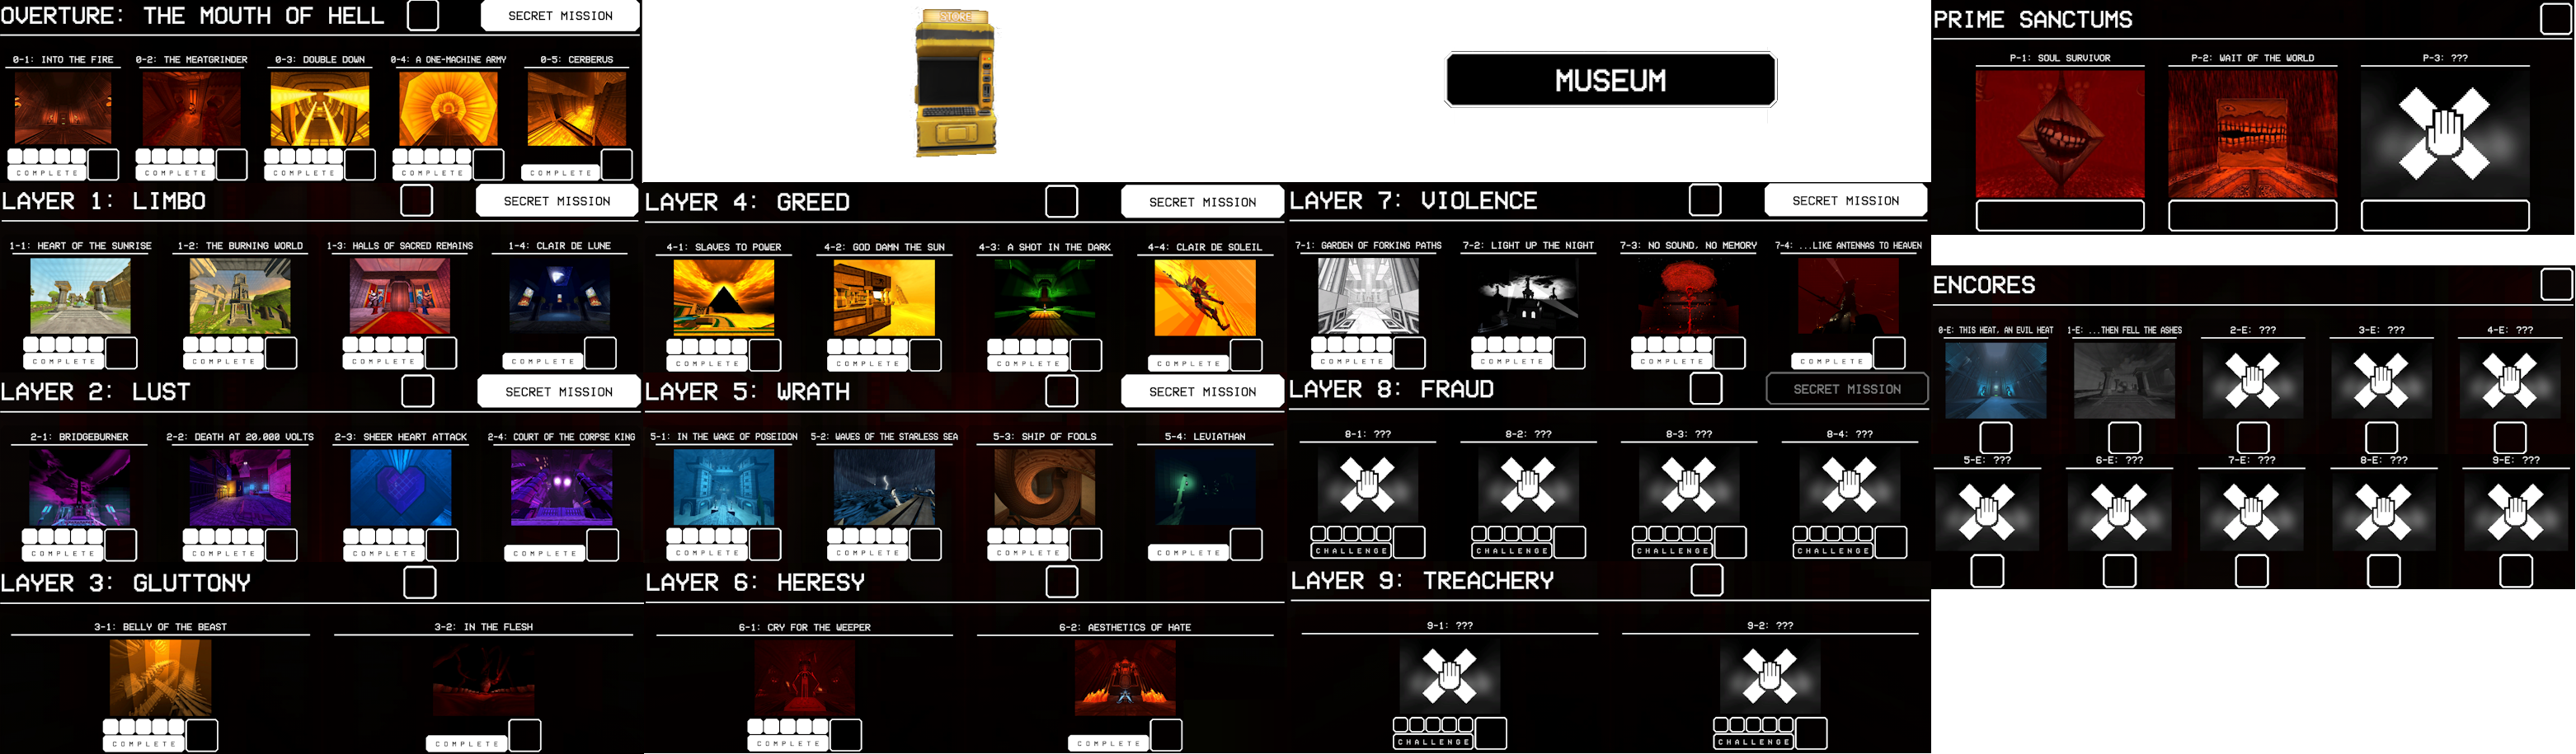 OVERTURE: THE MOUTH OF HELL
SECRET MISSION
0-1: INTO THE FIRE
0-2: THE MEATGRINDER
0-3: DOUBLE DOWN
0-4: A ONE-MACHINE ARMY
0-5: CERBERUS
COMPLETE
COMPLETE
COMPLETE
COMPLETE
COMPLETE
STORE
MUSEUM
PRIME SANCTUMS
P-1: SOUL SURVIVOR
P-2: WAIT OF THE WORLD
P-3: ???
LAYER 1: LIMBO
SECRET MISSION
1-1: HEART OF THE SUNRISE
1-2: THE BURNING WORLD
1-3: HALLS OF SACRED REMAINS
1-4: CLAIR DE LUNE
COMPLETE
COMPLETE
COMPLETE
COMPLETE
LAYER 2: LUST
SECRET MISSION
2-1: BRIDGEBURNER
2-2: DEATH AT 20,000 VOLTS
2-3: SHEER HEART ATTACK
2-4: COURT OF THE CORPSE KING
COMPLETE
COMPLETE
COMPLETE
COMPLETE
LAYER 3: GLUTTONY
3-1: BELLY OF THE BEAST
3-2: IN THE FLESH
COMPLETE
COMPLETE
LAYER 4: GREED
SECRET MISSION
4-1: SLAVES TO POWER
4-2: GOD DAMN THE SUN
4-3: A SHOT IN THE DARK
4-4: CLAIR DE SOLEIL
COMPLETE
COMPLETE
COMPLETE
COMPLETE
LAYER 5: WRATH
SECRET MISSION
5-1: IN THE WAKE OF POSEIDON
5-2: WAVES OF THE STARLESS SEA
5-3: SHIP OF FOOLS
5-4: LEVIATHAN
COMPLETE
COMPLETE
COMPLETE
COMPLETE
LAYER 6: HERESY
6-1: CRY FOR THE WEEPER
6-2: AESTHETICS OF HATE
COMPLETE
COMPLETE
LAYER 7: VIOLENCE
SECRET MISSION
7-1: GARDEN OF FORKING PATHS
7-2: LIGHT UP THE NIGHT
7-3: NO SOUND, NO MEMORY
7-4: ...LIKE ANTENNAS TO HEAVEN
COMPLETE
COMPLETE
COMPLETE
COMPLETE
LAYER 8: FRAUD
SECRET MISSION
8-1: ???
8-2: ???
8-3: ???
8-4: ???
CHALLENGE
CHALLENGE
CHALLENGE
CHALLENGE
LAYER 9: TREACHERY
9-1: ???
9-2: ???
CHALLENGE
CHALLENGE
ENCORES
0-E: THIS HEAT, AN EVIL HEAT
1-E: ...THEN FELL THE ASHES
2-E: ???
3-E: ???
4-E: ???
5-E: ???
6-E: ???
7-E: ???
8-E: ???
9-E: ???